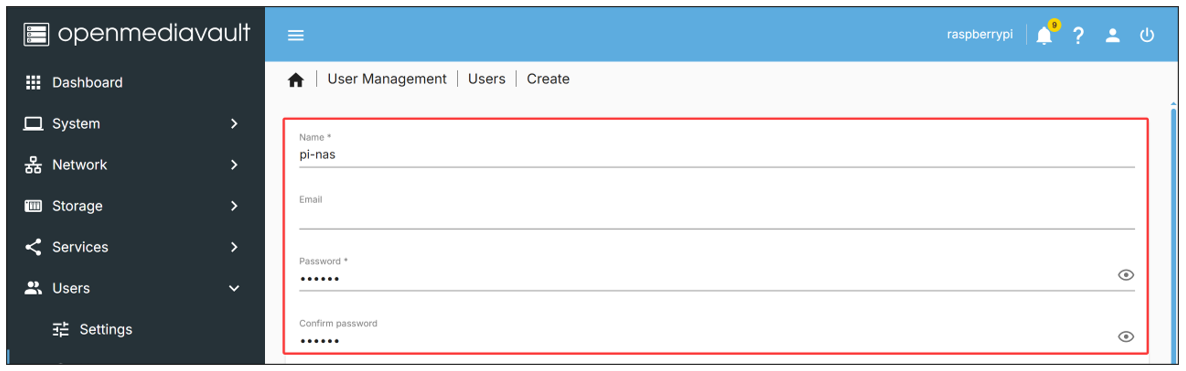 openmediavault
raspberrypi
9
?
Dashboard
System
Network
Storage
Services
Users
Settings
User Management | Users | Create
Name *
pi-nas
Email
Password *
••••••
Confirm password
••••••